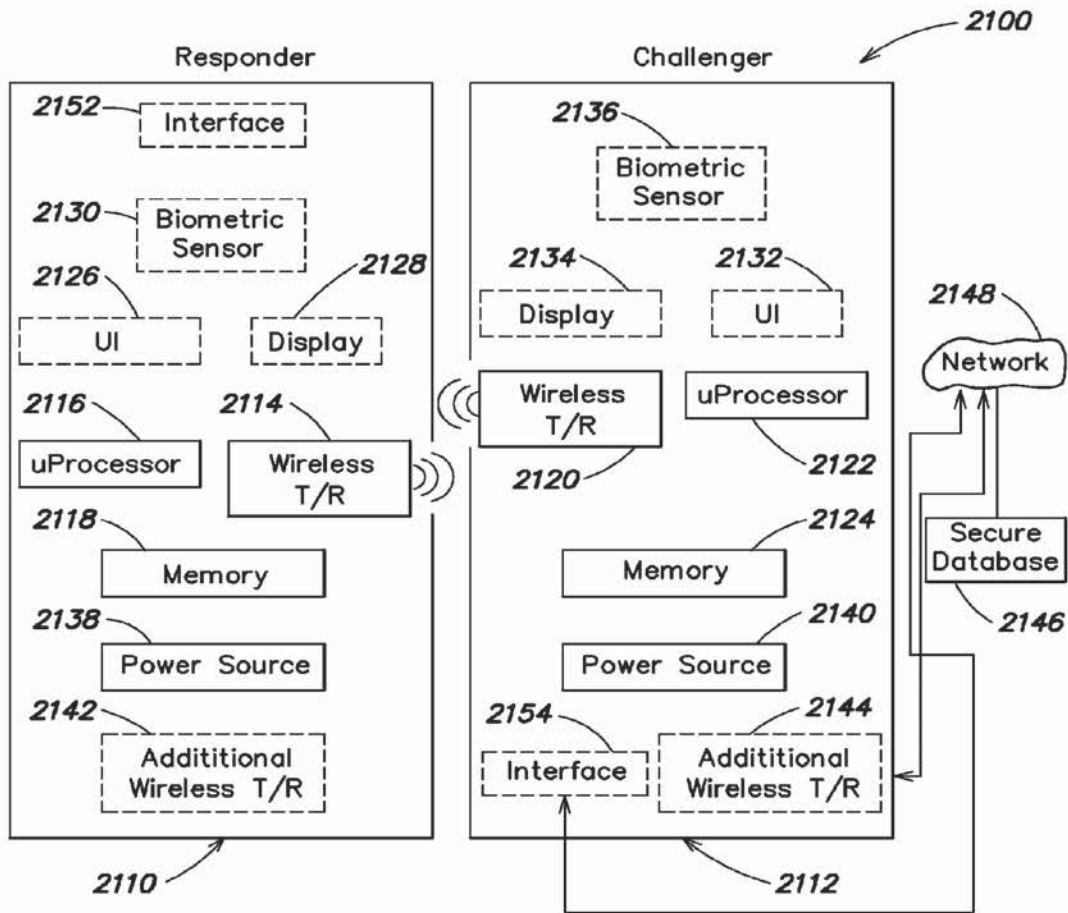 2100
Responder
Challenger
2152
Interface
2136
Biometric
Sensor
2130
Biometric
Sensor
2126
2128
UI
Display
2134
2132
Display
UI
2148
Network
2116
2114
uProcessor
Wireless
T/R
Wireless
T/R
uProcessor
2120
2122
2118
Memory
2124
Memory
Secure
Database
2146
2138
Power Source
2140
Power Source
2142
Addititional
Wireless T/R
2154
2144
Interface
Addititional
Wireless T/R
2110
2112